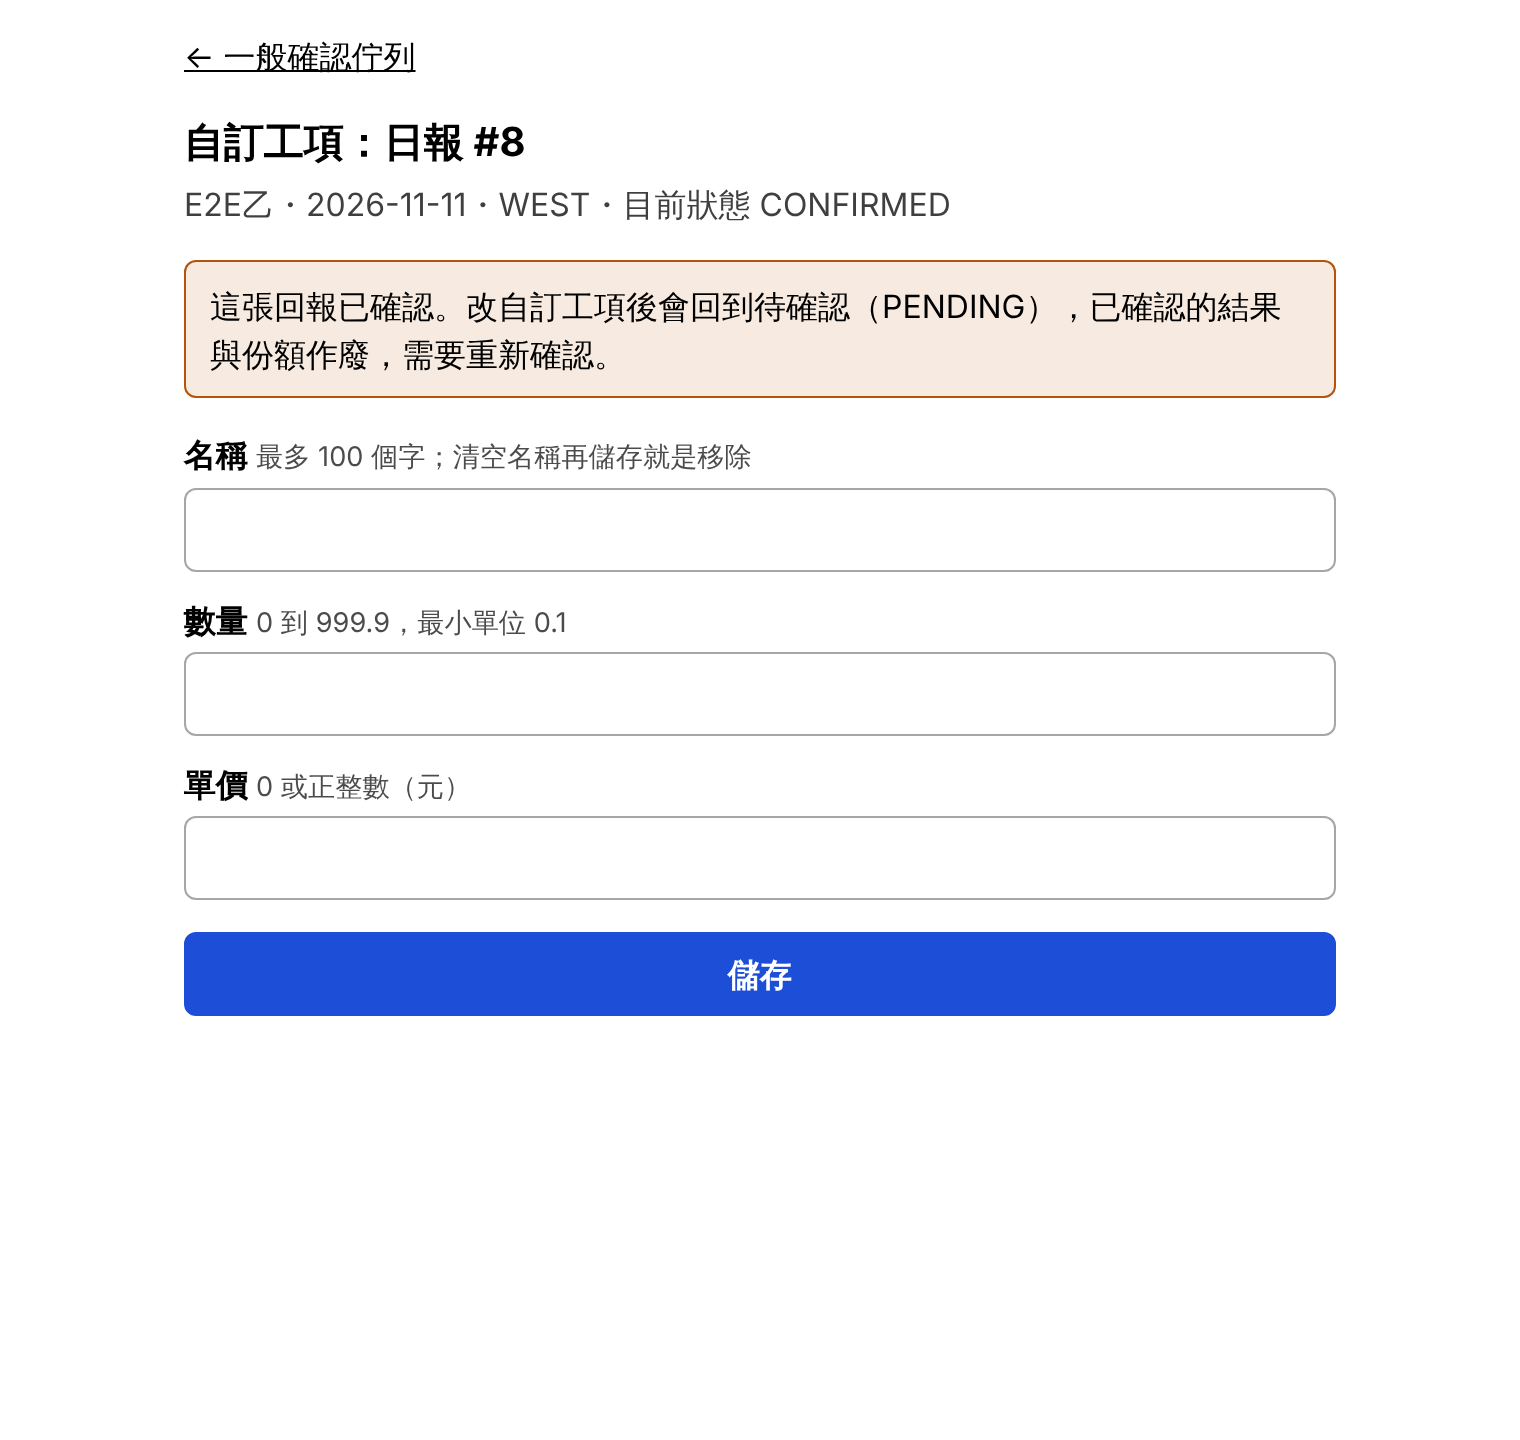 ← 一般確認佇列
自訂工項：日報 #8
E2E乙・2026-11-11・WEST・目前狀態 CONFIRMED
這張回報已確認。改自訂工項後會回到待確認（PENDING），已確認的結果
與份額作廢，需要重新確認。
名稱 最多 100 個字；清空名稱再儲存就是移除
數量 0 到 999.9，最小單位 0.1
單價 0 或正整數（元）
儲存